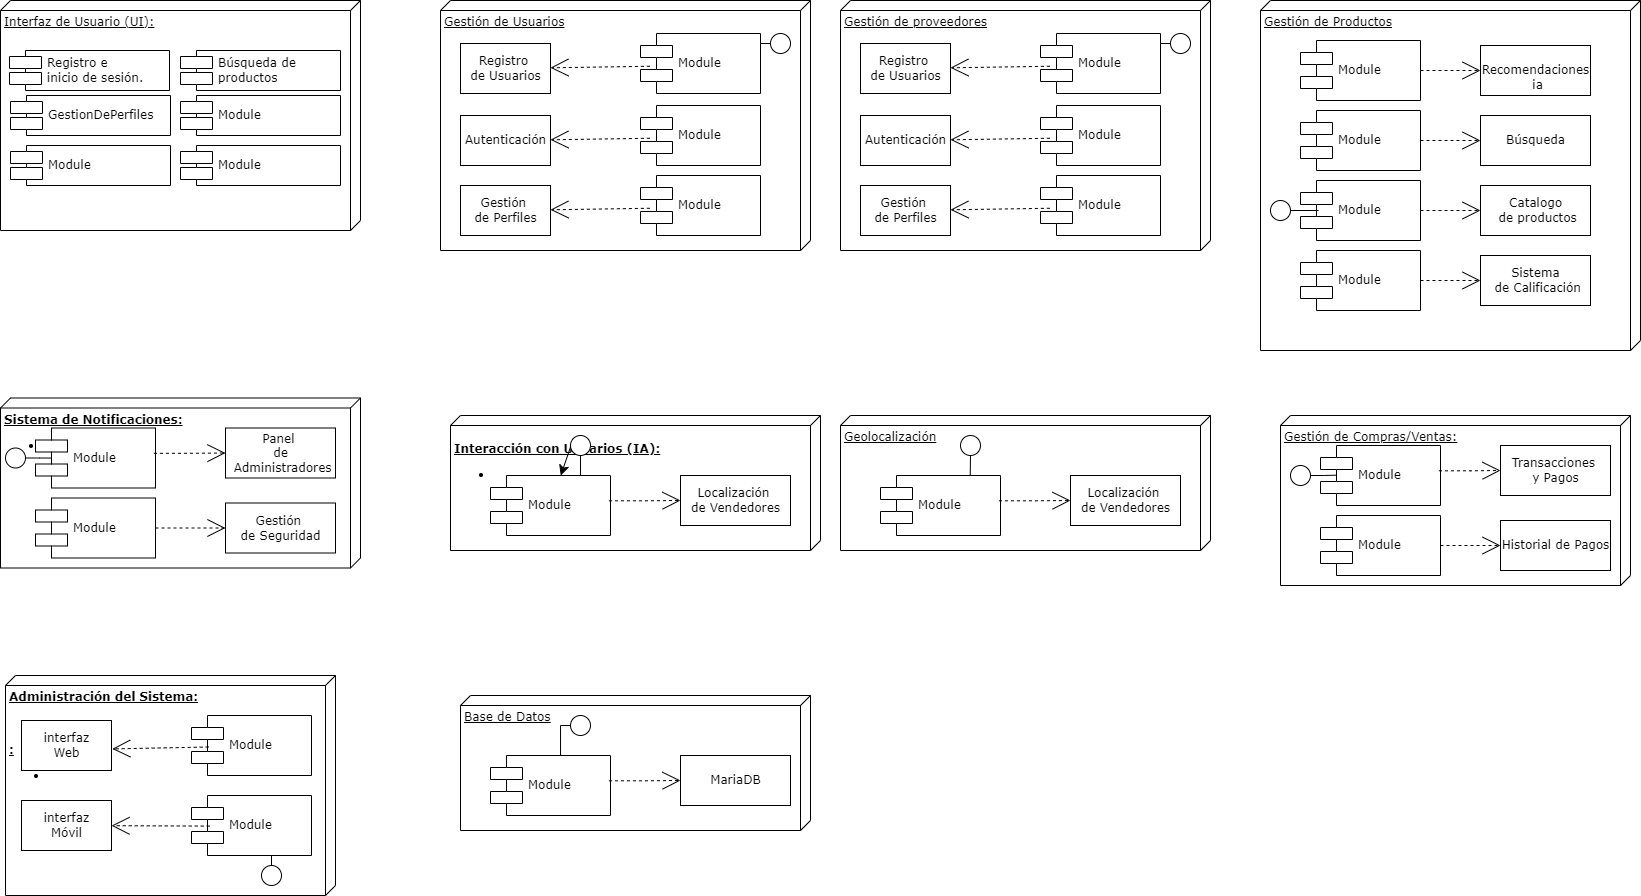 Interfaz de Usuario (UI):
Registro e
inicio de sesión.
Búsqueda de
productos
GestionDePerfiles
Module
Module
Module
Gestión de Usuarios
Registro
de Usuarios
Module
Autenticación
Module
Gestión
de Perfiles
Module
Gestión de proveedores
Registro
de Usuarios
Module
Autenticación
Module
Gestión
de Perfiles
Module
Gestión de Productos
Module
Recomendaciones
ia
Module
Búsqueda
Module
Catalogo
de productos
Module
Sistema
de Calificación
Sistema de Notificaciones:
Module
Panel
de
Administradores
Module
Gestión
de Seguridad
Interacción con Usuarios (IA):
Module
Localización
de Vendedores
Geolocalización
Module
Localización
de Vendedores
Gestión de Compras/Ventas:
Module
Transacciones
y Pagos
Module
Historial de Pagos
Administración del Sistema:
:
interfaz
Web
Module
interfaz
Móvil
Module
Base de Datos
Module
MariaDB